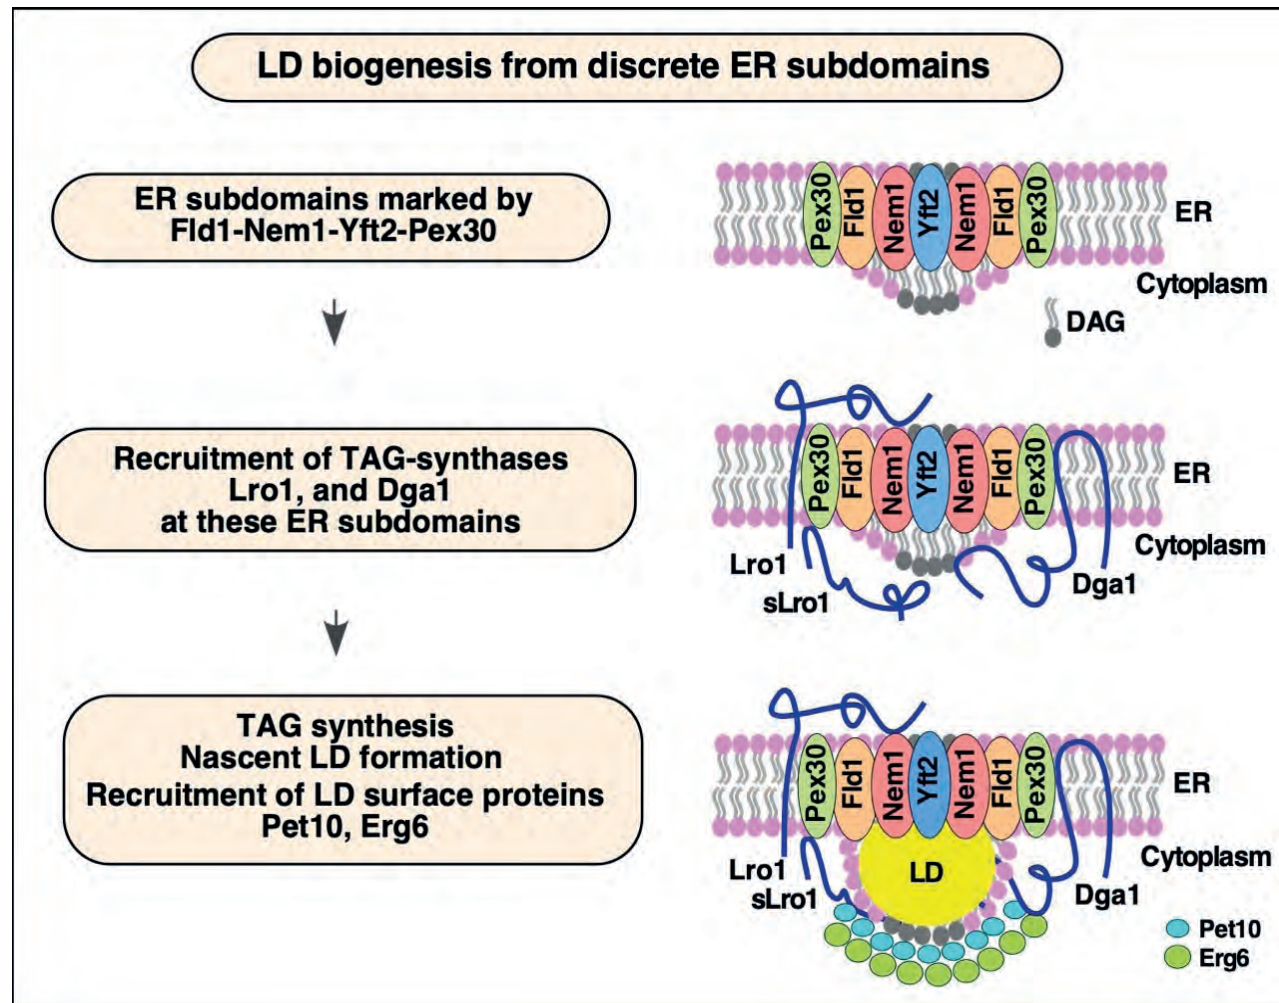 LD biogenesis from discrete ER subdomains
ER subdomains marked by
Fld1-Nem1-Yft2-Pex30
Pex30
Fld1
Nem1
Yft2
Nem1
Fld1
Pex30
ER
Cytoplasm
DAG
Recruitment of TAG-synthases
Lro1, and Dga1
at these ER subdomains
Pex30
Fld1
Nem1
Yft2
Nem1
Fld1
Pex30
ER
Cytoplasm
Lro1
sLro1
Dga1
TAG synthesis
Nascent LD formation
Recruitment of LD surface proteins
Pet10, Erg6
Pex30
Fld1
Nem1
Yft2
Nem1
Fld1
Pex30
ER
Cytoplasm
LD
Lro1
sLro1
Dga1
Pet10
Erg6